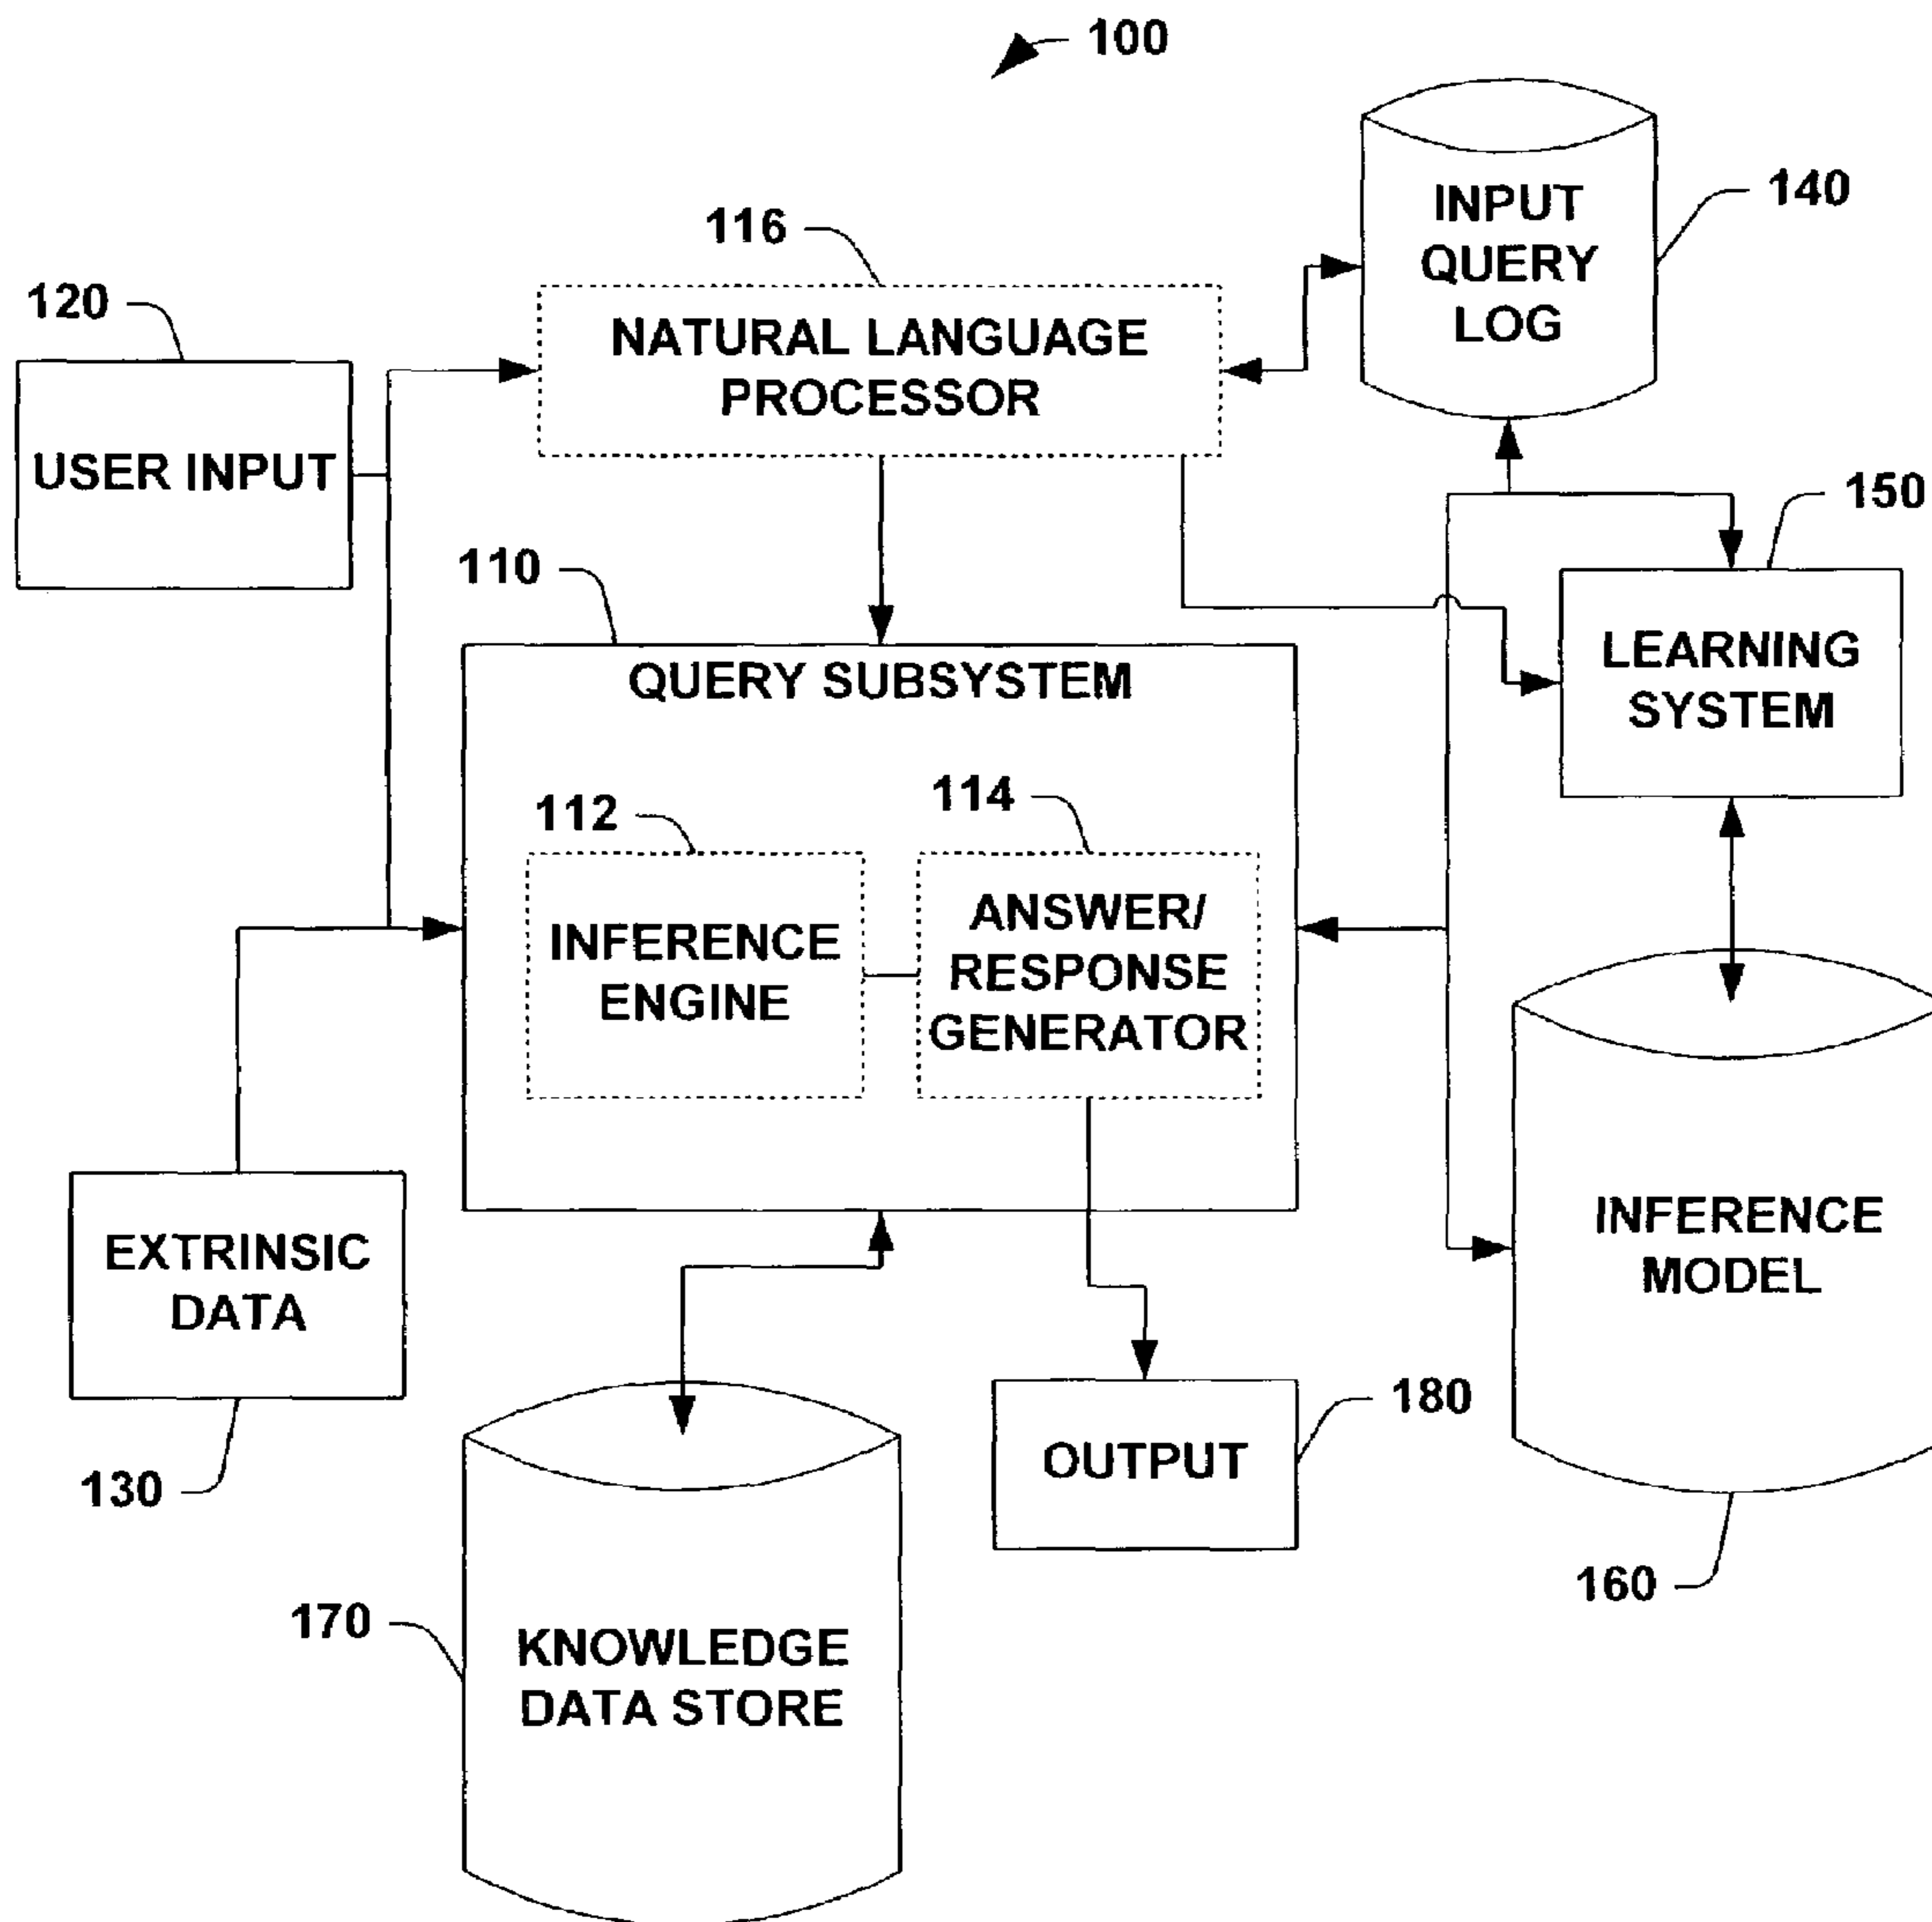 100
INPUT
QUERY
LOG
140
116
NATURAL LANGUAGE
PROCESSOR
120
USER INPUT
150
LEARNING
SYSTEM
110
QUERY SUBSYSTEM
112
INFERENCE
ENGINE
114
ANSWER/
RESPONSE
GENERATOR
EXTRINSIC
DATA
130
INFERENCE
MODEL
160
OUTPUT
180
170
KNOWLEDGE
DATA STORE